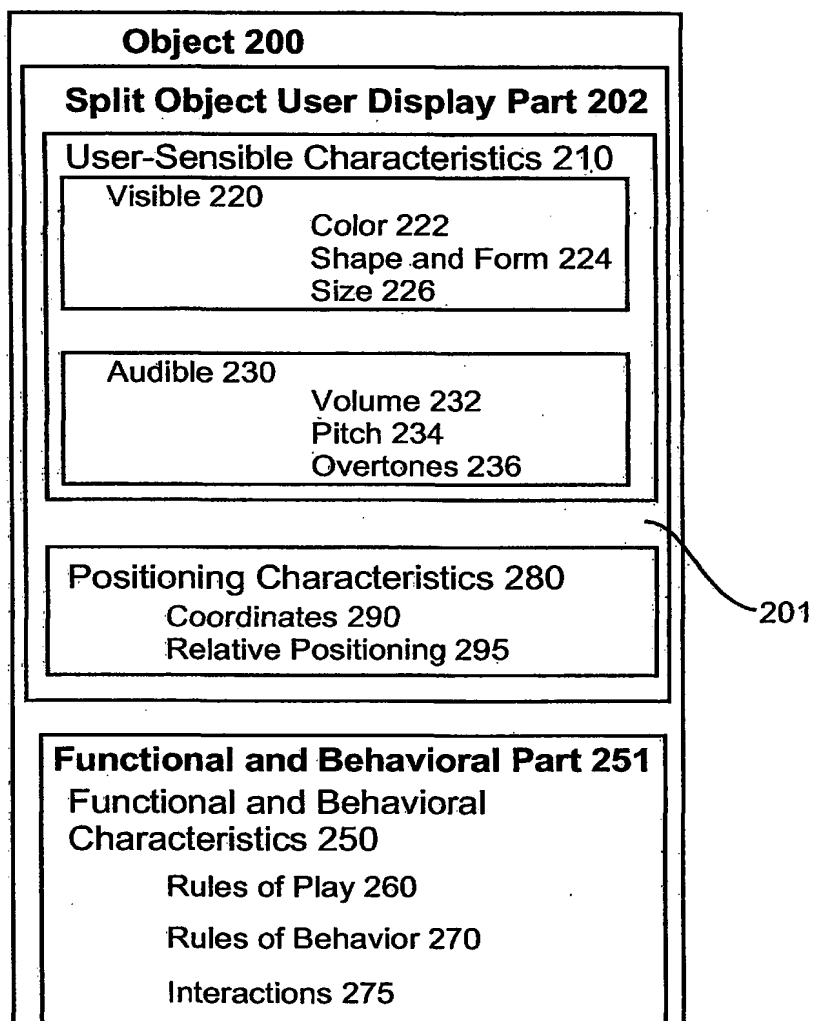 Object 200
Split Object User Display Part 202
User-Sensible Characteristics 210
Visible 220
Color 222
Shape and Form 224
Size 226
Audible 230
Volume 232
Pitch 234
Overtones 236
Positioning Characteristics 280
Coordinates 290
Relative Positioning 295
201
Functional and Behavioral Part 251
Functional and Behavioral
Characteristics 250
Rules of Play 260
Rules of Behavior 270
Interactions 275